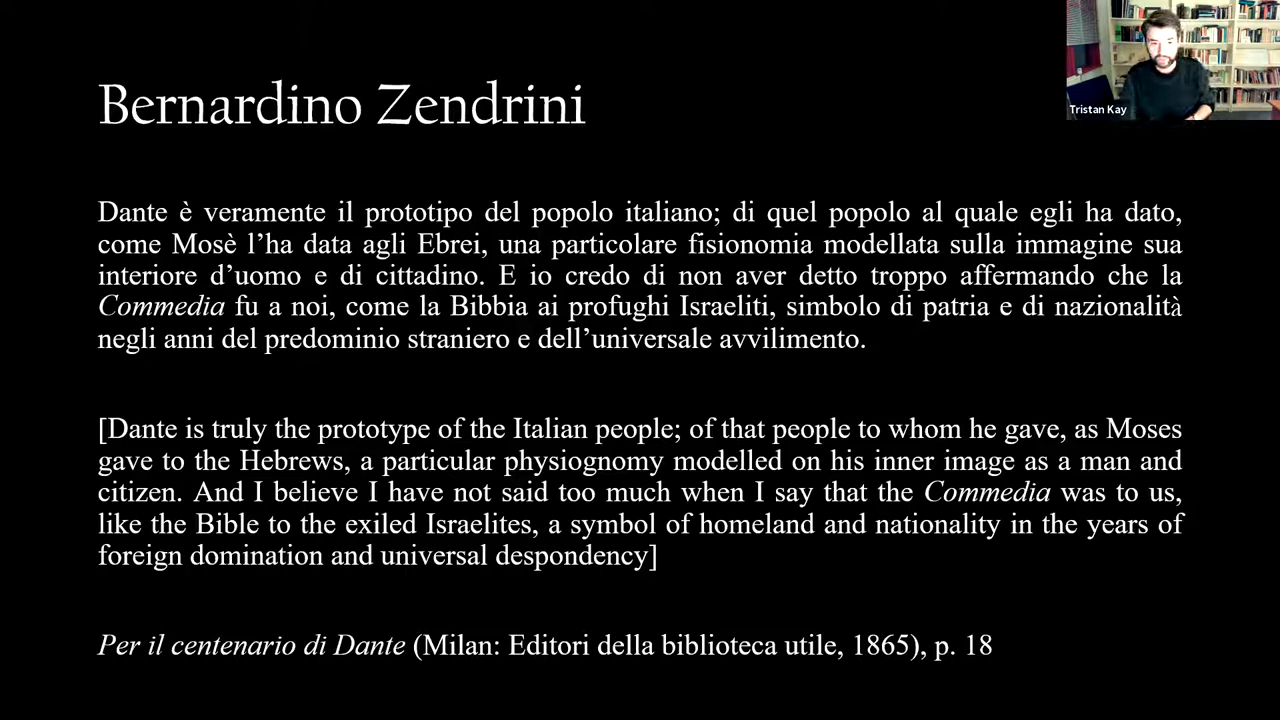 Bernardino Zendrini
Tristan Kay
Dante è veramente il prototipo del popolo italiano; di quel popolo al quale egli ha dato,
come Mosè l’ha data agli Ebrei, una particolare fisionomia modellata sulla immagine sua
interiore d’uomo e di cittadino. E io credo di non aver detto troppo affermando che la
Commedia fu a noi, come la Bibbia ai profughi Israeliti, simbolo di patria e di nazionalità
negli anni del predominio straniero e dell’universale avvilimento.
[Dante is truly the prototype of the Italian people; of that people to whom he gave, as Moses
gave to the Hebrews, a particular physiognomy modelled on his inner image as a man and
citizen. And I believe I have not said too much when I say that the Commedia was to us,
like the Bible to the exiled Israelites, a symbol of homeland and nationality in the years of
foreign domination and universal despondency]
Per il centenario di Dante (Milan: Editori della biblioteca utile, 1865), p. 18